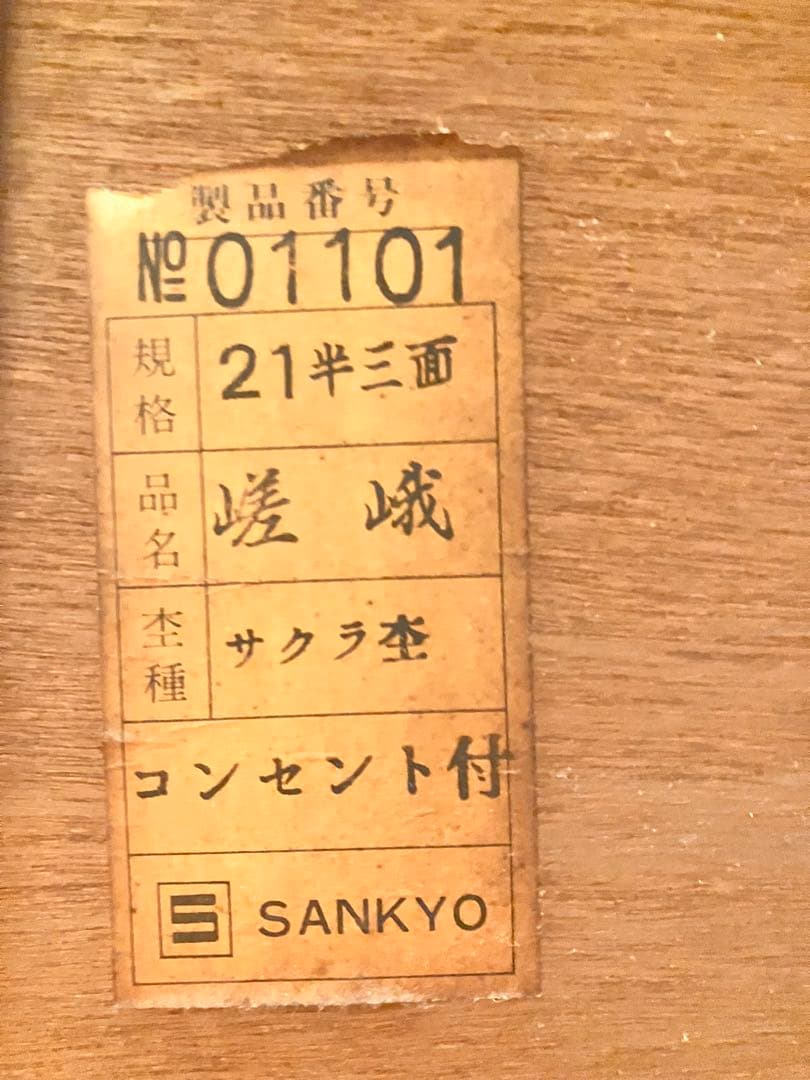 製品番号
№01101
規格 21半三面
品名 嵯峨
杢種 サクラ杢
コンセント付
S SANKYO